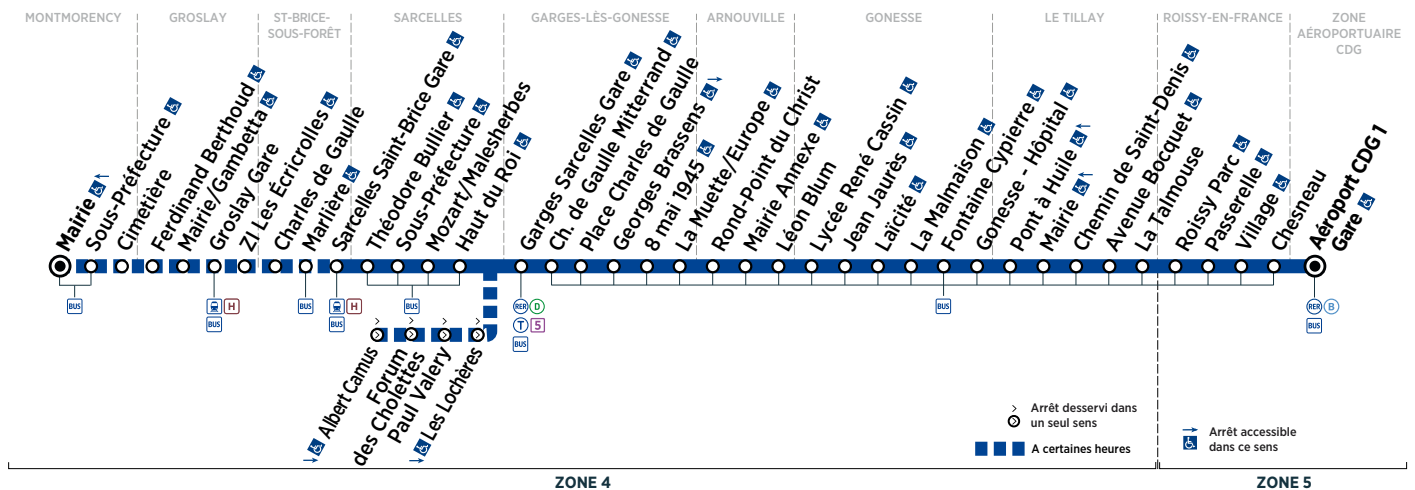 MONTMORENCY
GROSLAY
ST-BRICE-
SOUS-FORÊT
SARCELLES
GARGES-LÈS-GONESSE
ARNOUVILLE
GONESSE
LE TILLAY
ROISSY-EN-FRANCE
ZONE
AÉROPORTUAIRE
CDG
Mairie
Sous-Préfecture
Cimetière
Ferdinand Berthoud
Mairie/Gambetta
Groslay Gare
ZI Les Écricrolles
Charles de Gaulle
Marlière
Sarcelles Saint-Brice Gare
Théodore Bullier
Sous-Préfecture
Mozart/Malesherbes
Haut du Roi
Garges Sarcelles Gare
Ch. de Gaulle Mitterrand
Place Charles de Gaulle
Georges Brassens
8 mai 1945
La Muette/Europe
Rond-Point du Christ
Mairie Annexe
Léon Blum
Lycée René Cassin
Jean Jaurès
Laïcité
La Malmaison
Fontaine Cypierre
Gonesse - Hôpital
Pont à Huile
Mairie
Chemin de Saint-Denis
Avenue Bocquet
La Talmouse
Roissy Parc
Passerelle
Village
Chesneau
Aéroport CDG 1
Gare
BUS
H
BUS
BUS
H
BUS
BUS
RER D
T 5
BUS
BUS
RER B
BUS
Albert Camus
Forum
des Cholettes
Paul Valery
Les Lochères
Arrêt desservi dans
un seul sens
A certaines heures
Arrêt accessible
dans ce sens
ZONE 4
ZONE 5